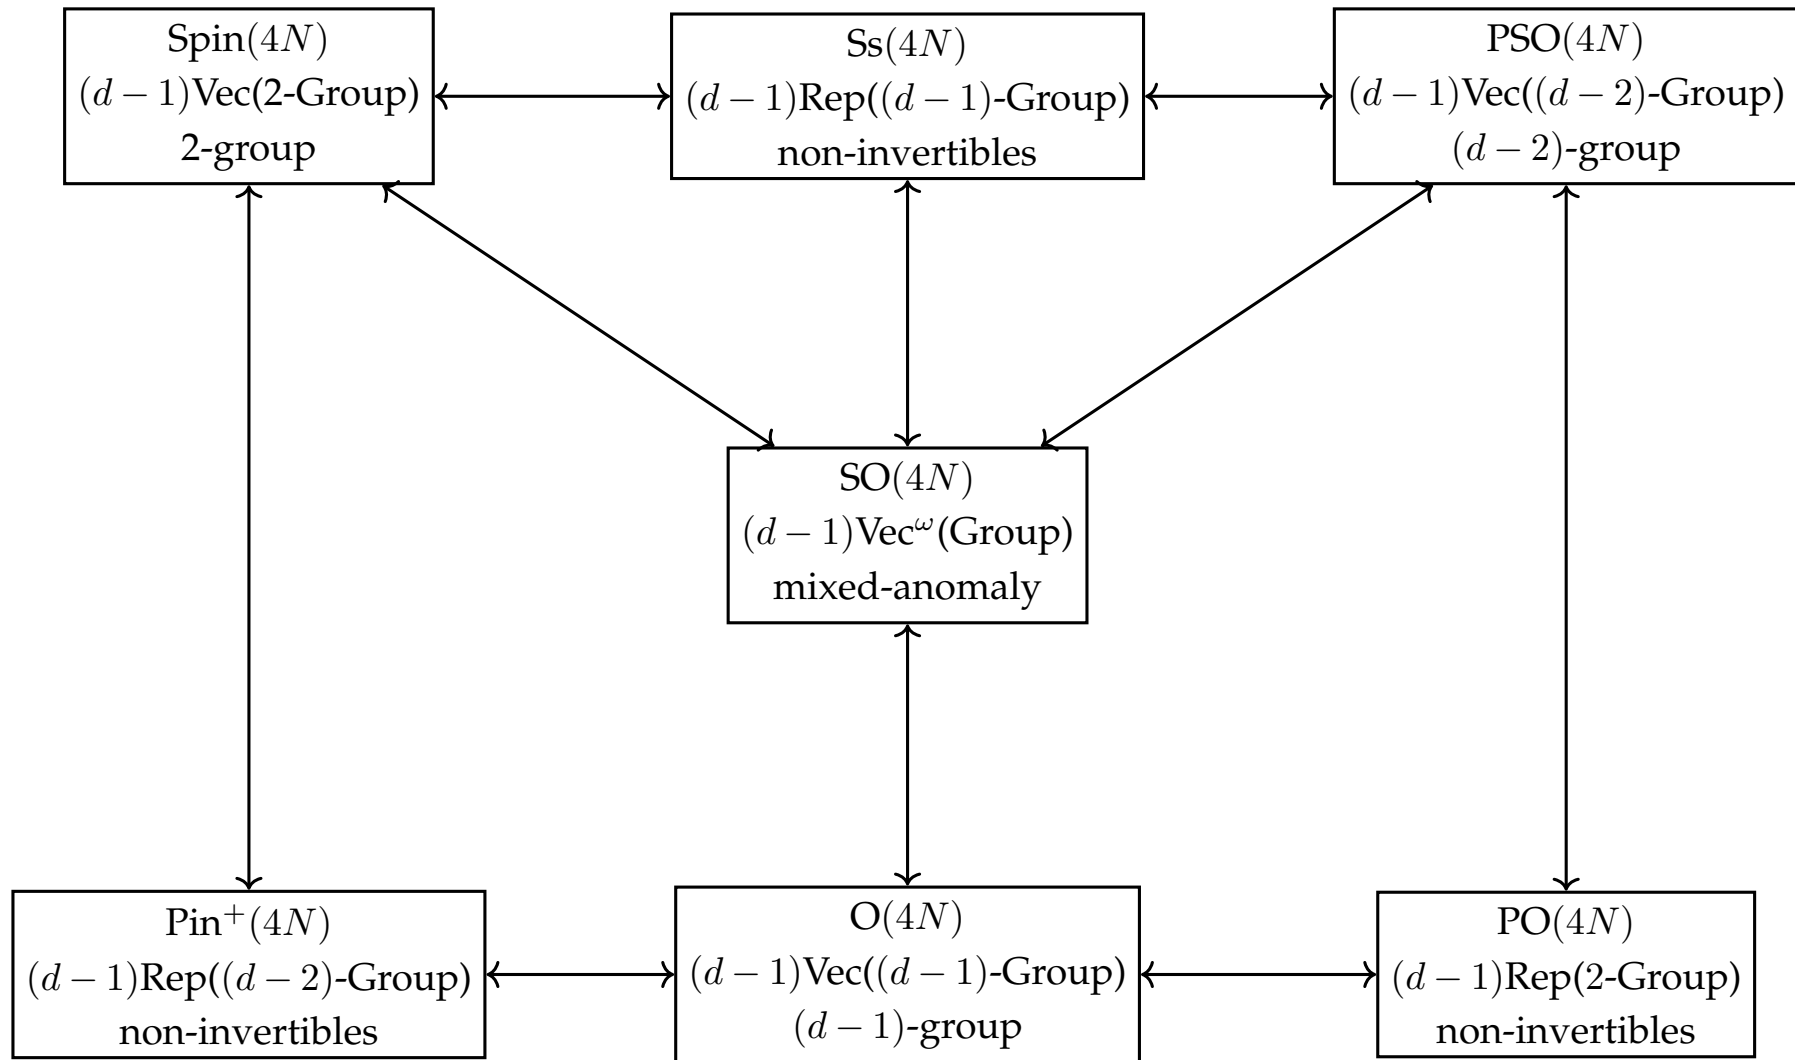 Spin(4N)
(d − 1)Vec(2-Group)
2-group
Ss(4N)
(d − 1)Rep((d − 1)-Group)
non-invertibles
PSO(4N)
(d − 1)Vec((d − 2)-Group)
(d − 2)-group
SO(4N)
(d − 1)Vec^ω(Group)
mixed-anomaly
Pin⁺(4N)
(d − 1)Rep((d − 2)-Group)
non-invertibles
O(4N)
(d − 1)Vec((d − 1)-Group)
(d − 1)-group
PO(4N)
(d − 1)Rep(2-Group)
non-invertibles